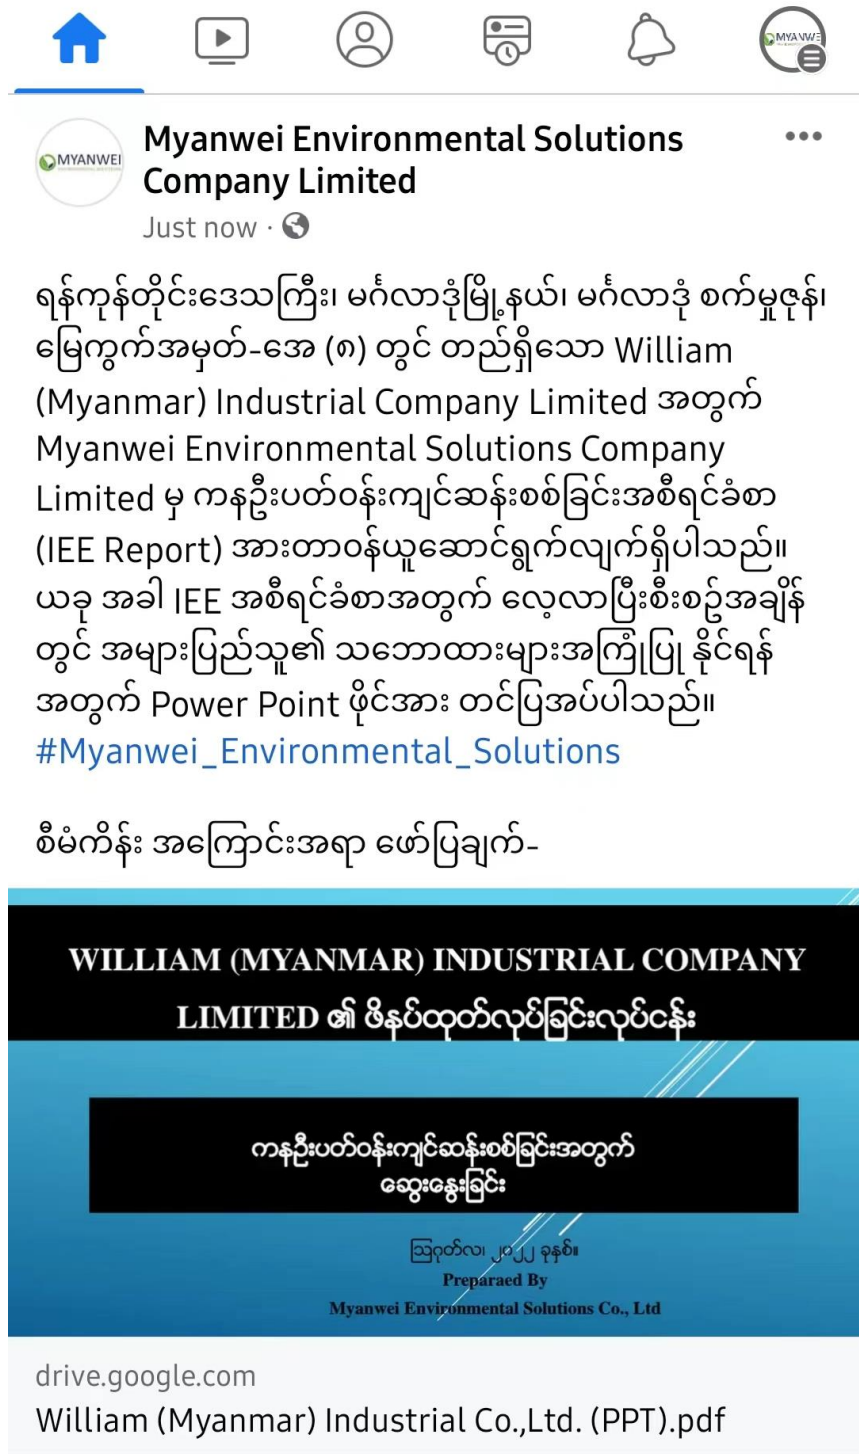 MYANWEI
MYANWEI
Myanwei Environmental Solutions
Company Limited
Just now ·
ရန်ကုန်တိုင်းဒေသကြီး၊ မင်္ဂလာဒုံမြို့နယ်၊ မင်္ဂလာဒုံ စက်မှုဇုန်၊
မြေကွက်အမှတ်-အေ (၈) တွင် တည်ရှိသော William
(Myanmar) Industrial Company Limited အတွက်
Myanwei Environmental Solutions Company
Limited မှ ကနဦးပတ်ဝန်းကျင်ဆန်းစစ်ခြင်းအစီရင်ခံစာ
(IEE Report) အားတာဝန်ယူဆောင်ရွက်လျက်ရှိပါသည်။
ယခု အခါ IEE အစီရင်ခံစာအတွက် လေ့လာပြီးစီးစဥ်အချိန်
တွင် အများပြည်သူ၏ သဘောထားများအကြံပြု နိုင်ရန်
အတွက် Power Point ဖိုင်အား တင်ပြအပ်ပါသည်။
#Myanwei_Environmental_Solutions
စီမံကိန်း အကြောင်းအရာ ဖော်ပြချက်-
WILLIAM (MYANMAR) INDUSTRIAL COMPANY
LIMITED ၏ ဖိနပ်ထုတ်လုပ်ခြင်းလုပ်ငန်း
ကနဦးပတ်ဝန်းကျင်ဆန်းစစ်ခြင်းအတွက်
ဆွေးနွေးခြင်း
ဩဂုတ်လ၊ ၂၀၂၂ ခုနှစ်။
Preparaed By
Myanwei Environmental Solutions Co., Ltd
drive.google.com
William (Myanmar) Industrial Co.,Ltd. (PPT).pdf